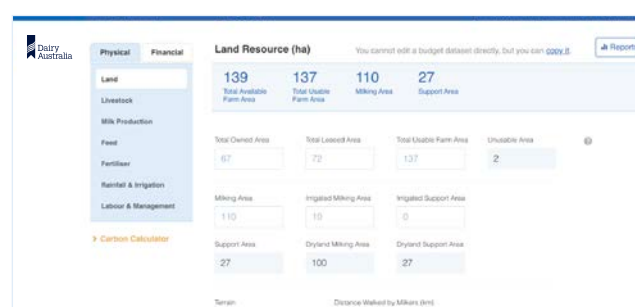 Dairy
Australia
Physical Financial
Land
Livestock
Milk Production
Feed
Fertiliser
Rainfall & Irrigation
Labour & Management
> Carbon Calculator
Land Resource (ha)
You cannot edit a budget dataset directly, but you can copy it.
Reports
139 137 110 27
Total Available Farm Area Total Usable Farm Area Milking Area Support Area
Total Owned Area Total Leased Area Total Usable Farm Area Unusable Area
67 72 137 2
Milking Area Irrigated Milking Area Irrigated Support Area
110 10 0
Support Area Dryland Milking Area Dryland Support Area
27 100 27
Terrain Distance Walked by Milkers (km)